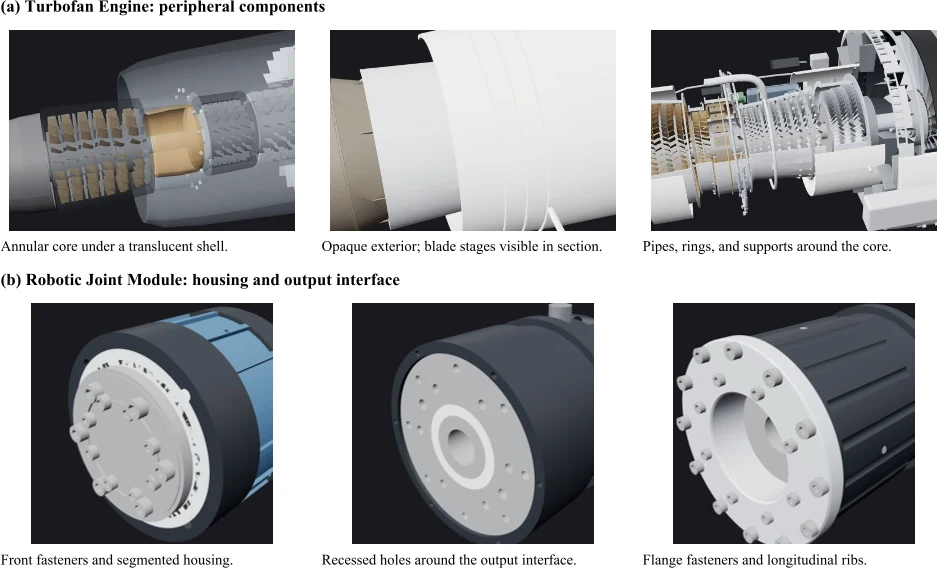 (a) Turbofan Engine: peripheral components
Annular core under a translucent shell.
Opaque exterior; blade stages visible in section.
Pipes, rings, and supports around the core.
(b) Robotic Joint Module: housing and output interface
Front fasteners and segmented housing.
Recessed holes around the output interface.
Flange fasteners and longitudinal ribs.